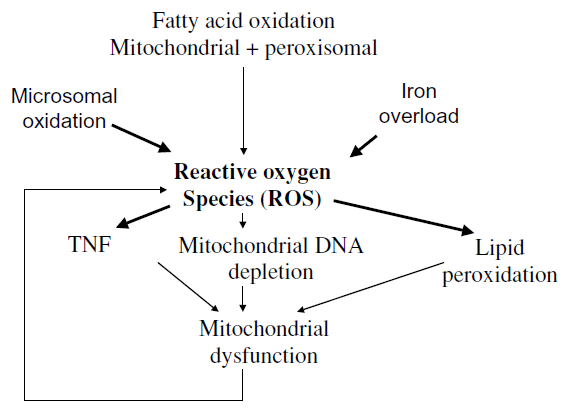 Fatty acid oxidation
Mitochondrial + peroxisomal
Microsomal
oxidation
Iron
overload
Reactive oxygen
Species (ROS)
TNF
Mitochondrial DNA
depletion
Lipid
peroxidation
Mitochondrial
dysfunction